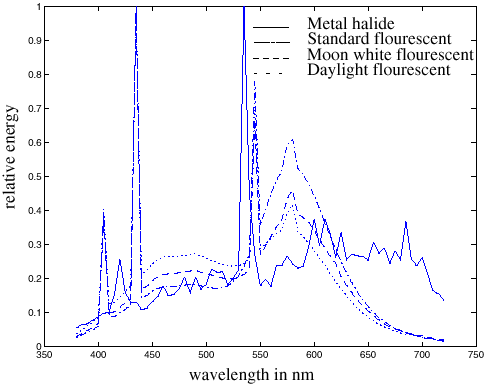 1
0.9
0.8
0.7
0.6
0.5
0.4
0.3
0.2
0.1
0
350 400 450 500 550 600 650 700 750
relative energy
wavelength in nm
Metal halide
Standard flourescent
Moon white flourescent
Daylight flourescent